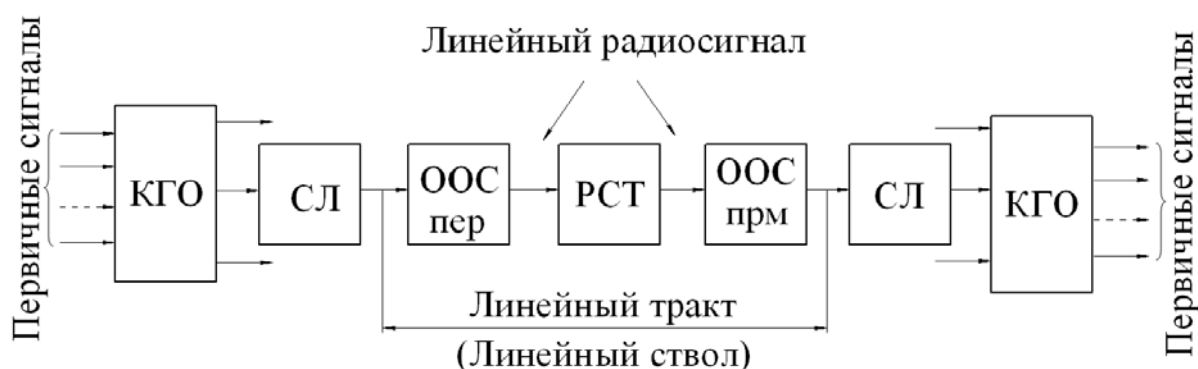 Линейный радиосигнал
Первичные сигналы
КГО
СЛ
ООС
пер
РСТ
ООС
прм
СЛ
КГО
Первичные сигналы
Линейный тракт
(Линейный ствол)